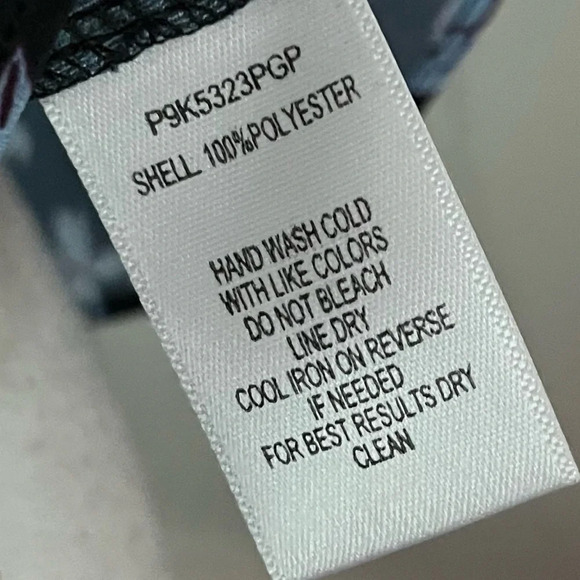 P9K5323PGP
SHELL 100%POLYESTER
HAND WASH COLD
WITH LIKE COLORS
DO NOT BLEACH
LINE DRY
COOL IRON ON REVERSE
IF NEEDED
FOR BEST RESULTS DRY
CLEAN